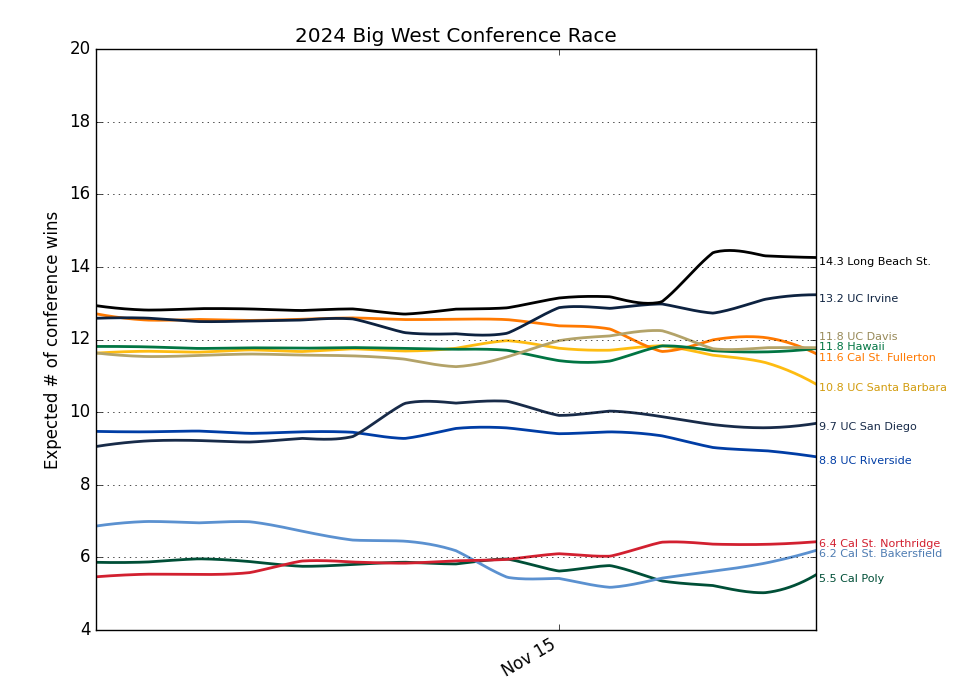 2024 Big West Conference Race
Expected # of conference wins
20
18
16
14
12
10
8
6
4
Nov 15
14.3 Long Beach St.
13.2 UC Irvine
11.8 UC Davis
11.8 Hawaii
11.6 Cal St. Fullerton
10.8 UC Santa Barbara
9.7 UC San Diego
8.8 UC Riverside
6.4 Cal St. Northridge
6.2 Cal St. Bakersfield
5.5 Cal Poly